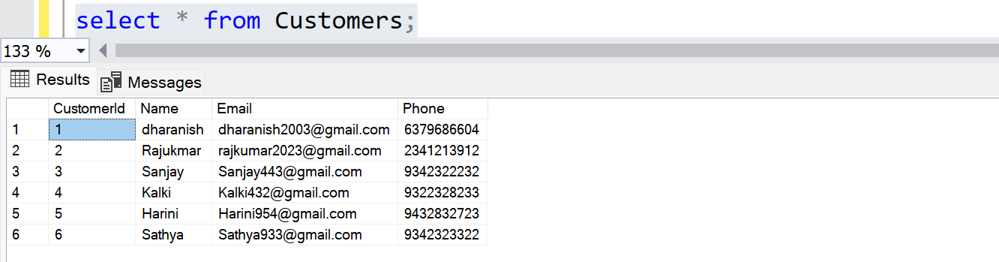 select * from Customers;
133 %
Results Messages
CustomerId Name Email Phone
1 1 dharanish dharanish2003@gmail.com 6379686604
2 2 Rajukmar rajkumar2023@gmail.com 2341213912
3 3 Sanjay Sanjay443@gmail.com 9342322232
4 4 Kalki Kalki432@gmail.com 9322328233
5 5 Harini Harini954@gmail.com 9432832723
6 6 Sathya Sathya933@gmail.com 9342323322